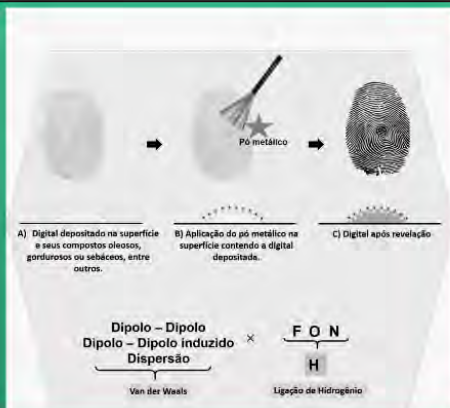 Pó metálico
A) Digital depositado na superfície
e seus compostos oleosos,
gordurosos ou sebáceos, entre
outros.
B) Aplicação do pó metálico na
superfície contendo a digital
depositada.
C) Digital após revelação
Dipolo – Dipolo
Dipolo – Dipolo induzido
Dispersão
Van der Waals
×
F O N
H
Ligação de Hidrogênio